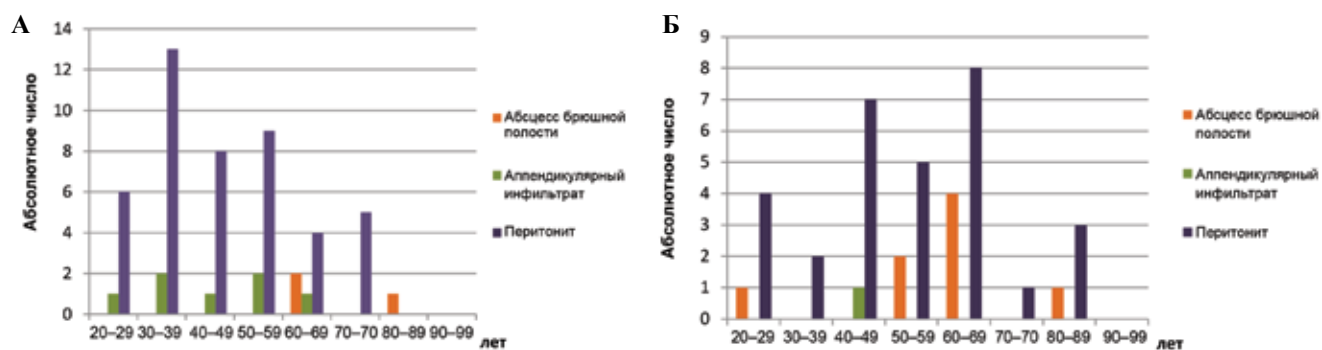 А
Абсолютное число
14
12
10
8
6
4
2
0
20–29 30–39 40–49 50–59 60–69 70–70 80–89 90–99
лет
Абсцесс брюшной
полости
Аппендикулярный
инфильтрат
Перитонит
Б
Абсолютное число
9
8
7
6
5
4
3
2
1
0
20–29 30–39 40–49 50–59 60–69 70–70 80–89 90–99
лет
Абсцесс брюшной
полости
Аппендикулярный
инфильтрат
Перитонит